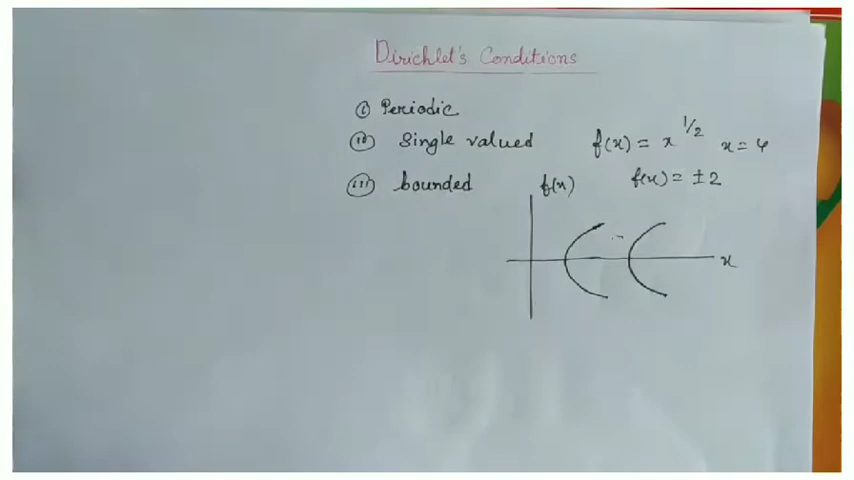 Dirichlet's Conditions
(i) Periodic
(ii) Single valued f(x) = x^1/2 x = 4
(iii) bounded f(x) f(x) = ±2
x